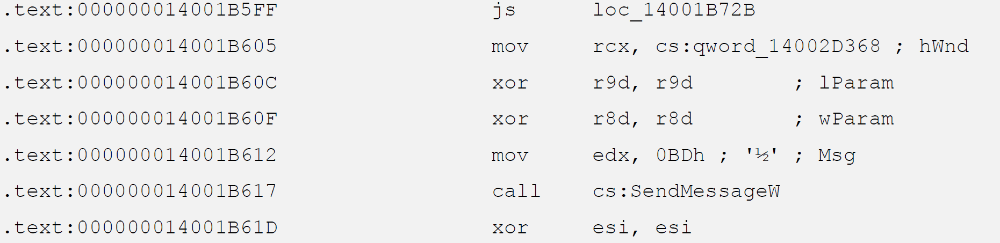 .text:000000014001B5FF js loc_14001B72B
.text:000000014001B605 mov rcx, cs:qword_14002D368 ; hWnd
.text:000000014001B60C xor r9d, r9d ; lParam
.text:000000014001B60F xor r8d, r8d ; wParam
.text:000000014001B612 mov edx, 0BDh ; '½' ; Msg
.text:000000014001B617 call cs:SendMessageW
.text:000000014001B61D xor esi, esi